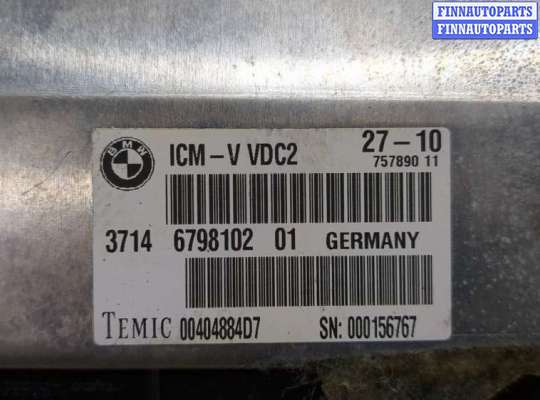 FINNAUTOPARTS
FINNAUTOPARTS
BMW
ICM-V VDC2 27-10
757890 11
3714 6798102 01 GERMANY
TEMIC 00404884D7 SN: 000156767